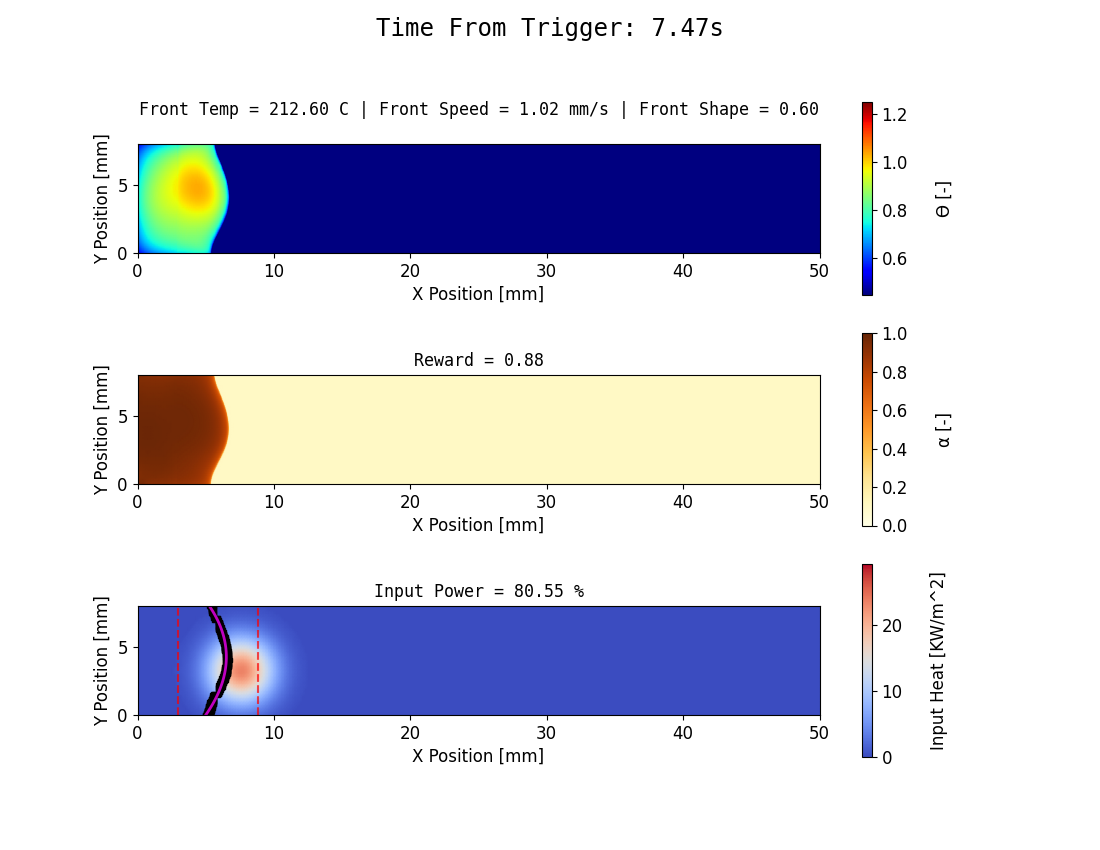 Time From Trigger: 7.47s
Front Temp = 212.60 C | Front Speed = 1.02 mm/s | Front Shape = 0.60
Y Position [mm]
5
0
0 10 20 30 40 50
X Position [mm]
1.2
1.0
0.8
0.6
Θ [-]
Reward = 0.88
Y Position [mm]
5
0
0 10 20 30 40 50
X Position [mm]
1.0
0.8
0.6
0.4
0.2
0.0
α [-]
Input Power = 80.55 %
Y Position [mm]
5
0
0 10 20 30 40 50
X Position [mm]
20
10
0
Input Heat [KW/m^2]